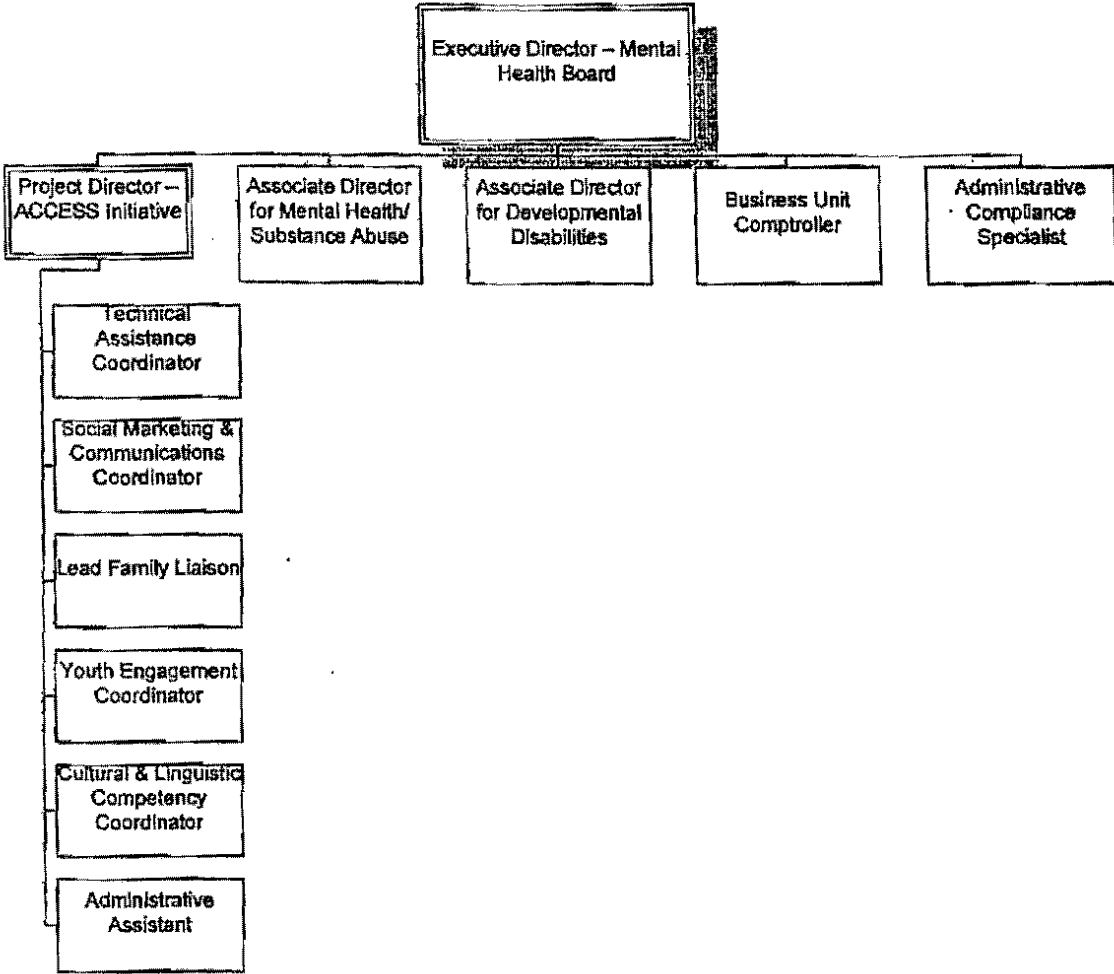 Executive Director – Mental
Health Board
Project Director –
ACCESS Initiative
Associate Director
for Mental Health/
Substance Abuse
Associate Director
for Developmental
Disabilities
Business Unit
Comptroller
Administrative
Compliance
Specialist
Technical
Assistance
Coordinator
Social Marketing &
Communications
Coordinator
Lead Family Liaison
Youth Engagement
Coordinator
Cultural & Linguistic
Competency
Coordinator
Administrative
Assistant